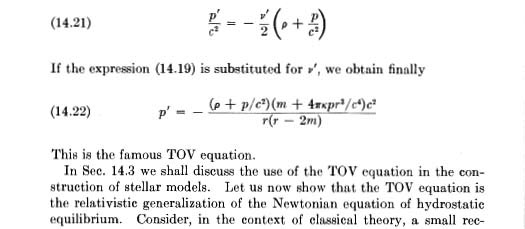 (14.21) p′/c² = − ν′/2 (ρ + p/c²)
If the expression (14.19) is substituted for ν′, we obtain finally
(14.22) p′ = − (ρ + p/c²)(m + 4πκpr³/c⁴)c² / r(r − 2m)
This is the famous TOV equation.
In Sec. 14.3 we shall discuss the use of the TOV equation in the con-
struction of stellar models. Let us now show that the TOV equation is
the relativistic generalization of the Newtonian equation of hydrostatic
equilibrium. Consider, in the context of classical theory, a small rec-